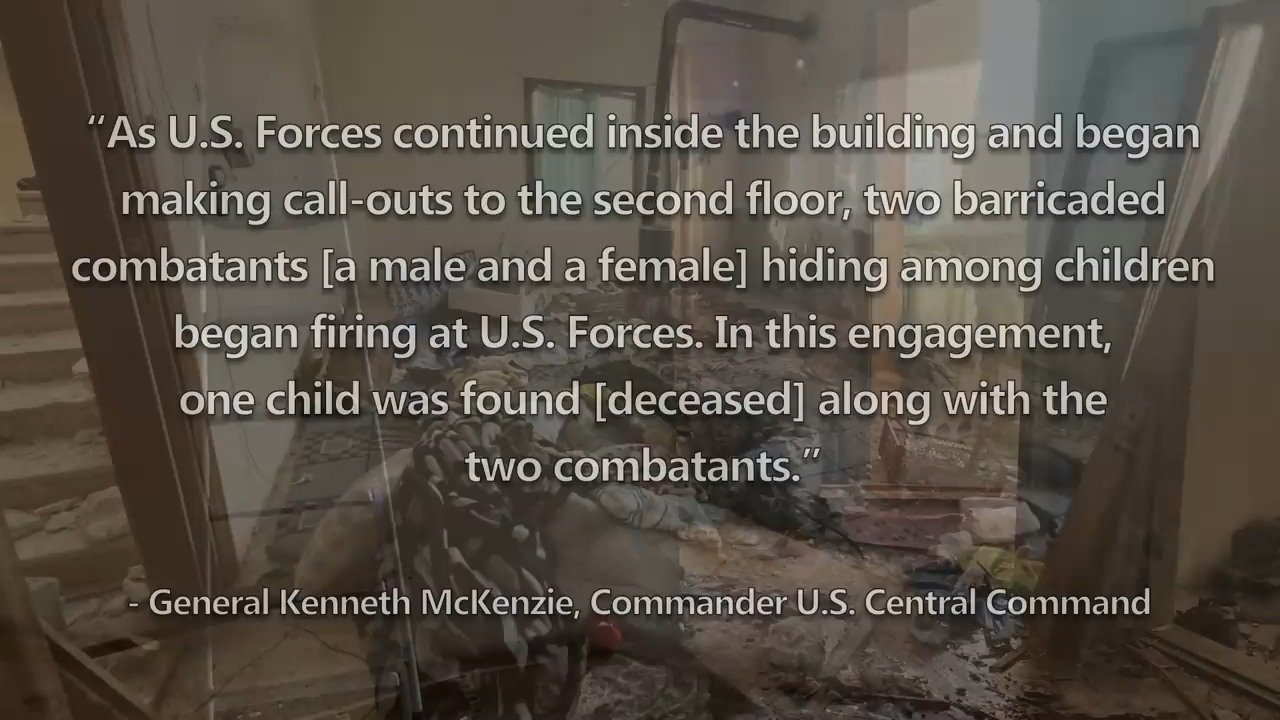 “As U.S. Forces continued inside the building and began
making call-outs to the second floor, two barricaded
combatants [a male and a female] hiding among children
began firing at U.S. Forces. In this engagement,
one child was found [deceased] along with the
two combatants.”
- General Kenneth McKenzie, Commander U.S. Central Command